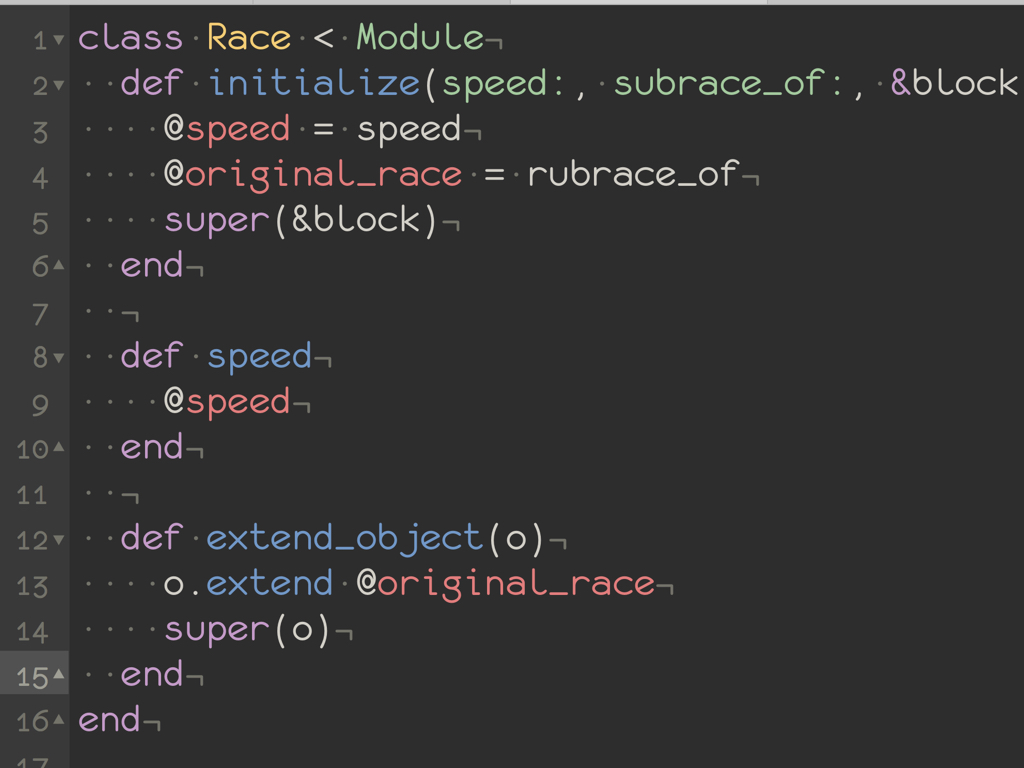 1 class Race < Module¬
2 def initialize(speed:, subrace_of:, &block
3 @speed = speed¬
4 @original_race = rubrace_of¬
5 super(&block)¬
6 end¬
7 ¬
8 def speed¬
9 @speed¬
10 end¬
11 ¬
12 def extend_object(o)¬
13 o.extend @original_race¬
14 super(o)¬
15 end¬
16 end¬
17